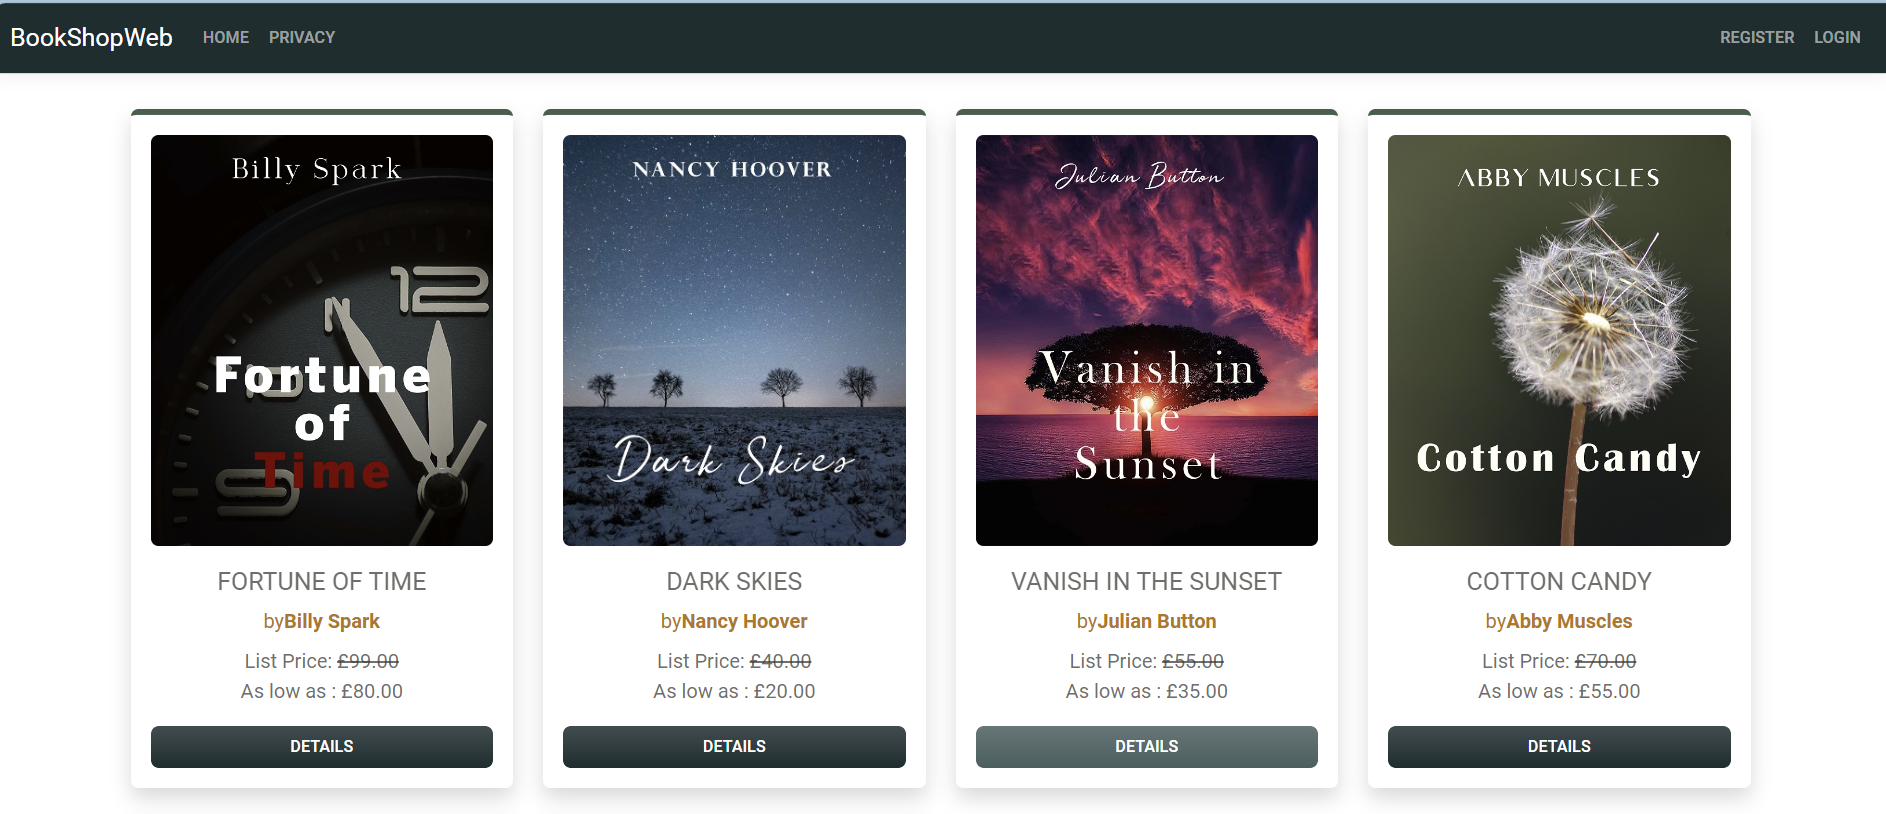 BookShopWeb HOME PRIVACY REGISTER LOGIN
Billy Spark
12
Fortune
of
Time
FORTUNE OF TIME
byBilly Spark
List Price: £99.00
As low as : £80.00
DETAILS
NANCY HOOVER
Dark Skies
DARK SKIES
byNancy Hoover
List Price: £40.00
As low as : £20.00
DETAILS
Julian Button
Vanish in
the
Sunset
VANISH IN THE SUNSET
byJulian Button
List Price: £55.00
As low as : £35.00
DETAILS
ABBY MUSCLES
Cotton Candy
COTTON CANDY
byAbby Muscles
List Price: £70.00
As low as : £55.00
DETAILS